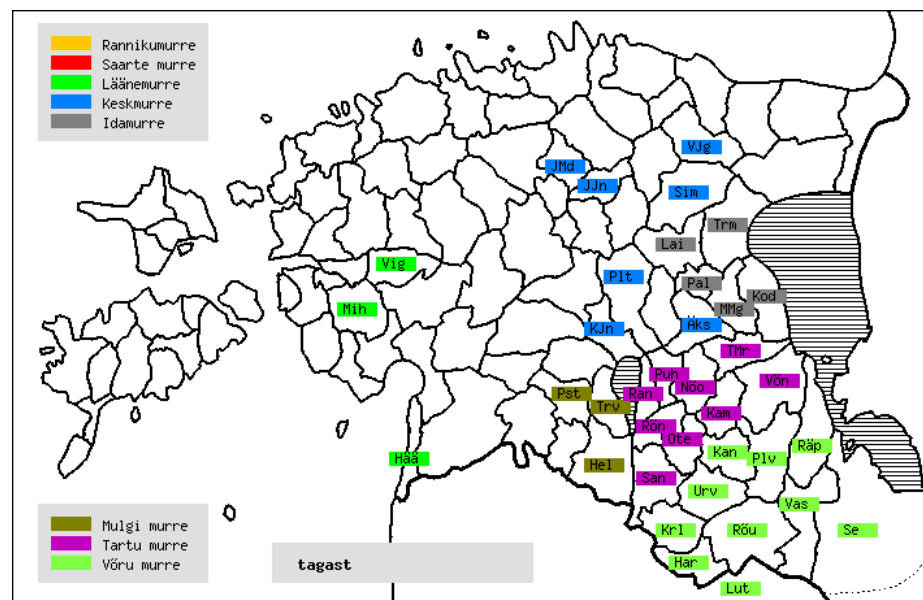 Rannikumurre
Saarte murre
Läänemurre
Keskmurre
Idamurre
VJg
JMd
JJn
Sim
Trm
Lai
Vig
Plt
Pal
Kod
Mih
MMg
KJn
Äks
TMr
Puh
Nõo
Võn
Pst
Ran
Trv
Kam
Rõn
Ote
Räp
Kan
Plv
Hää
Hel
San
Urv
Vas
Krl
Rõu
Se
Har
Lut
Mulgi murre
Tartu murre
Võru murre
tagast